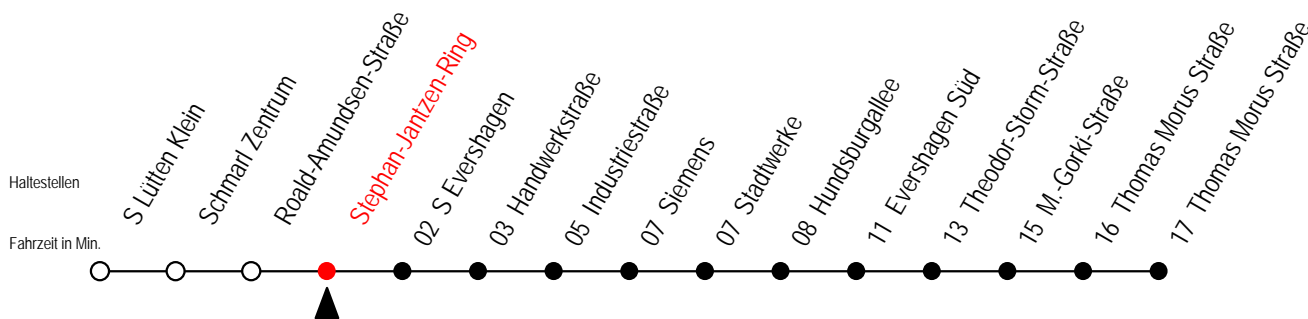 Haltestellen
Fahrzeit in Min.
S Lütten Klein
Schmarl Zentrum
Roald-Amundsen-Straße
Stephan-Jantzen-Ring
02 S Evershagen
03 Handwerkstraße
05 Industriestraße
07 Siemens
07 Stadtwerke
08 Hundsburgallee
11 Evershagen Süd
13 Theodor-Storm-Straße
15 M.-Gorki-Straße
16 Thomas Morus Straße
17 Thomas Morus Straße